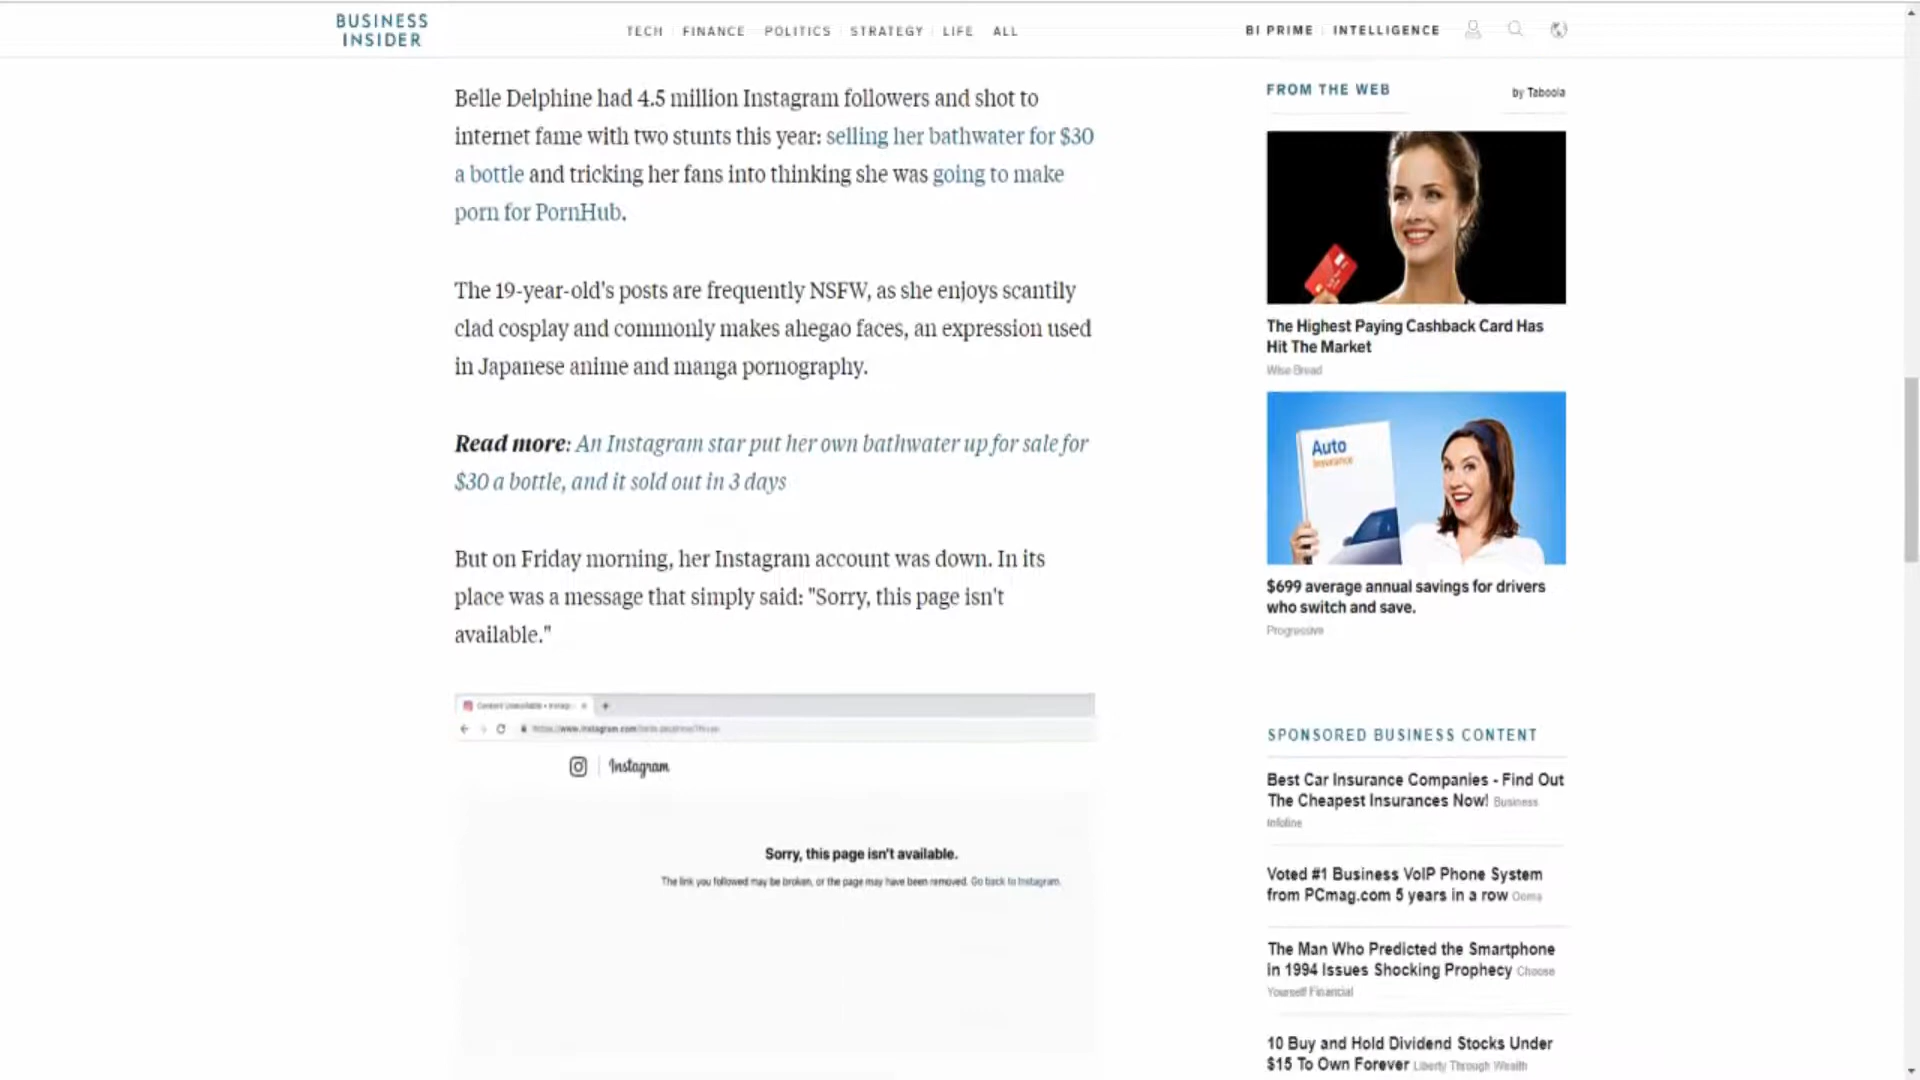 BUSINESS
INSIDER
TECH FINANCE POLITICS STRATEGY LIFE ALL
BI PRIME INTELLIGENCE
Belle Delphine had 4.5 million Instagram followers and shot to
internet fame with two stunts this year: selling her bathwater for $30
a bottle and tricking her fans into thinking she was going to make
porn for PornHub.
The 19-year-old's posts are frequently NSFW, as she enjoys scantily
clad cosplay and commonly makes ahegao faces, an expression used
in Japanese anime and manga pornography.
Read more: An Instagram star put her own bathwater up for sale for
$30 a bottle, and it sold out in 3 days
But on Friday morning, her Instagram account was down. In its
place was a message that simply said: "Sorry, this page isn't
available."
Instagram
Sorry, this page isn't available.
The link you followed may be broken, or the page may have been removed. Go back to Instagram.
FROM THE WEB
by Taboola
The Highest Paying Cashback Card Has
Hit The Market
Wise Bread
Auto
Insurance
$699 average annual savings for drivers
who switch and save.
Progressive
SPONSORED BUSINESS CONTENT
Best Car Insurance Companies - Find Out
The Cheapest Insurances Now! Business
Infoline
Voted #1 Business VoIP Phone System
from PCmag.com 5 years in a row Ooma
The Man Who Predicted the Smartphone
in 1994 Issues Shocking Prophecy Choose
Yourself Financial
10 Buy and Hold Dividend Stocks Under
$15 To Own Forever Liberty Through Wealth